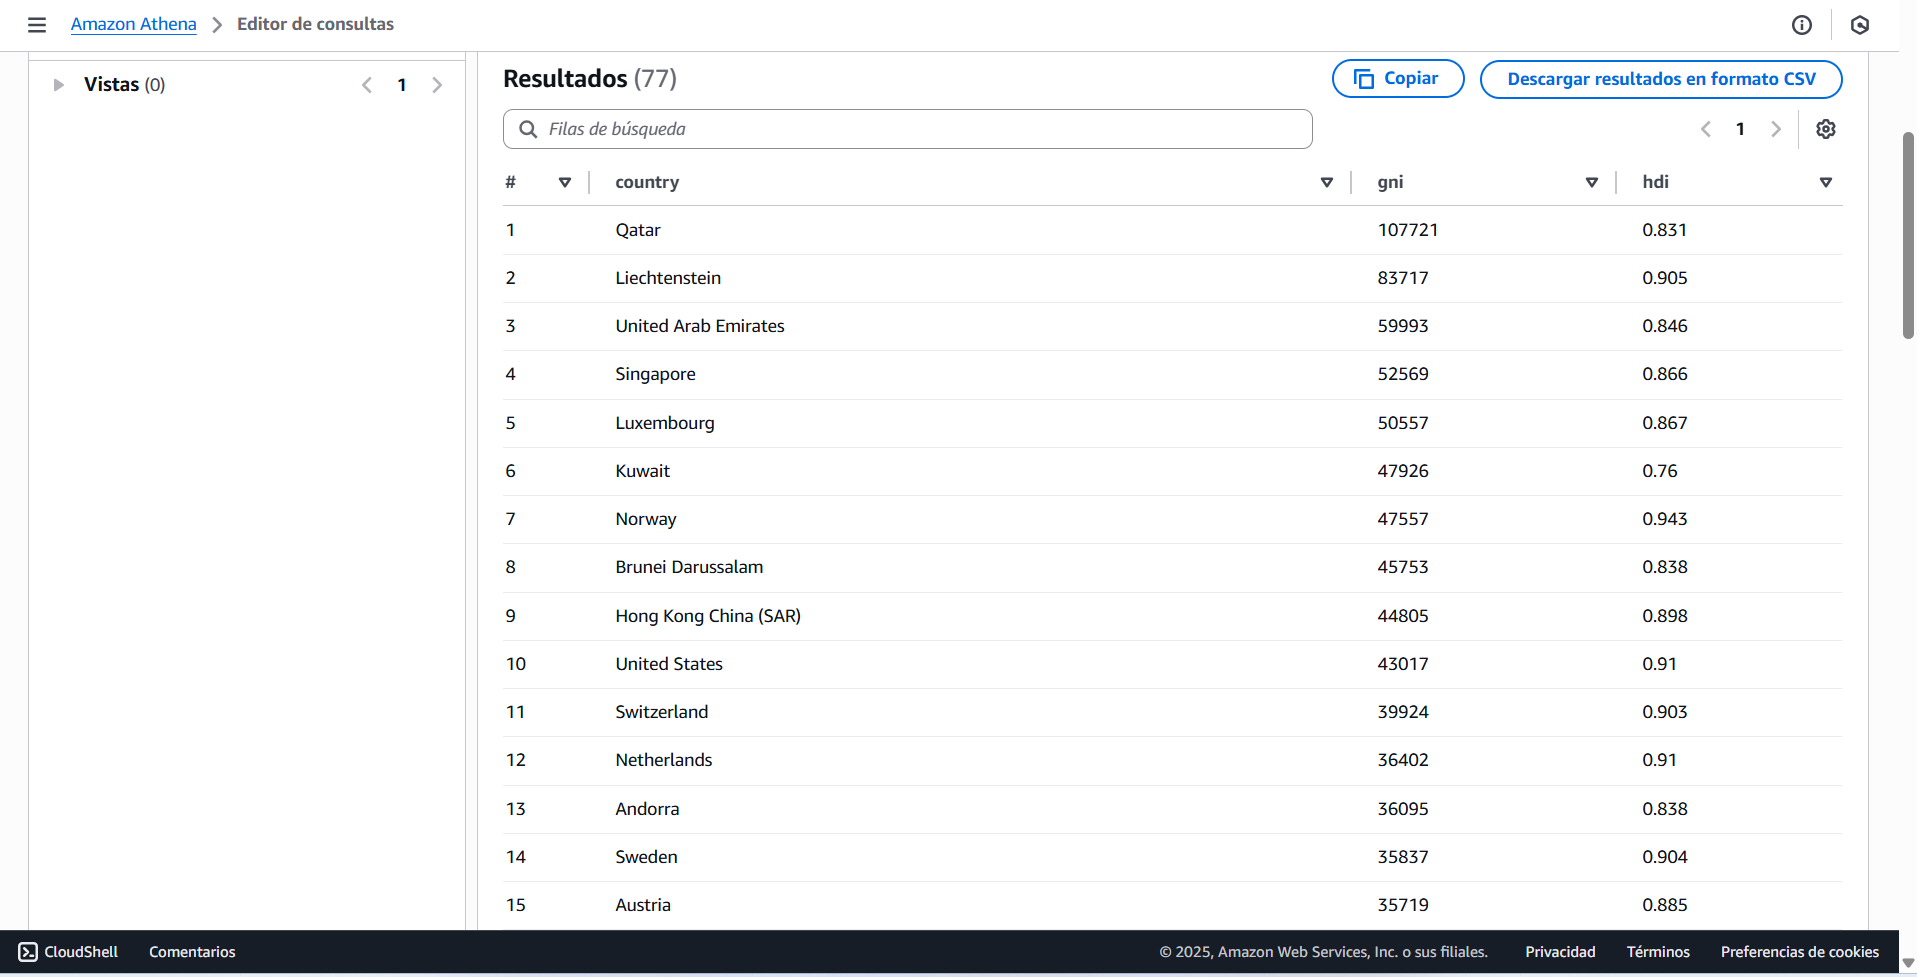 Amazon Athena > Editor de consultas
Vistas (0) 1
Resultados (77)
Copiar
Descargar resultados en formato CSV
Filas de búsqueda
1
# country gni hdi
1 Qatar 107721 0.831
2 Liechtenstein 83717 0.905
3 United Arab Emirates 59993 0.846
4 Singapore 52569 0.866
5 Luxembourg 50557 0.867
6 Kuwait 47926 0.76
7 Norway 47557 0.943
8 Brunei Darussalam 45753 0.838
9 Hong Kong China (SAR) 44805 0.898
10 United States 43017 0.91
11 Switzerland 39924 0.903
12 Netherlands 36402 0.91
13 Andorra 36095 0.838
14 Sweden 35837 0.904
15 Austria 35719 0.885
CloudShell Comentarios © 2025, Amazon Web Services, Inc. o sus filiales. Privacidad Términos Preferencias de cookies